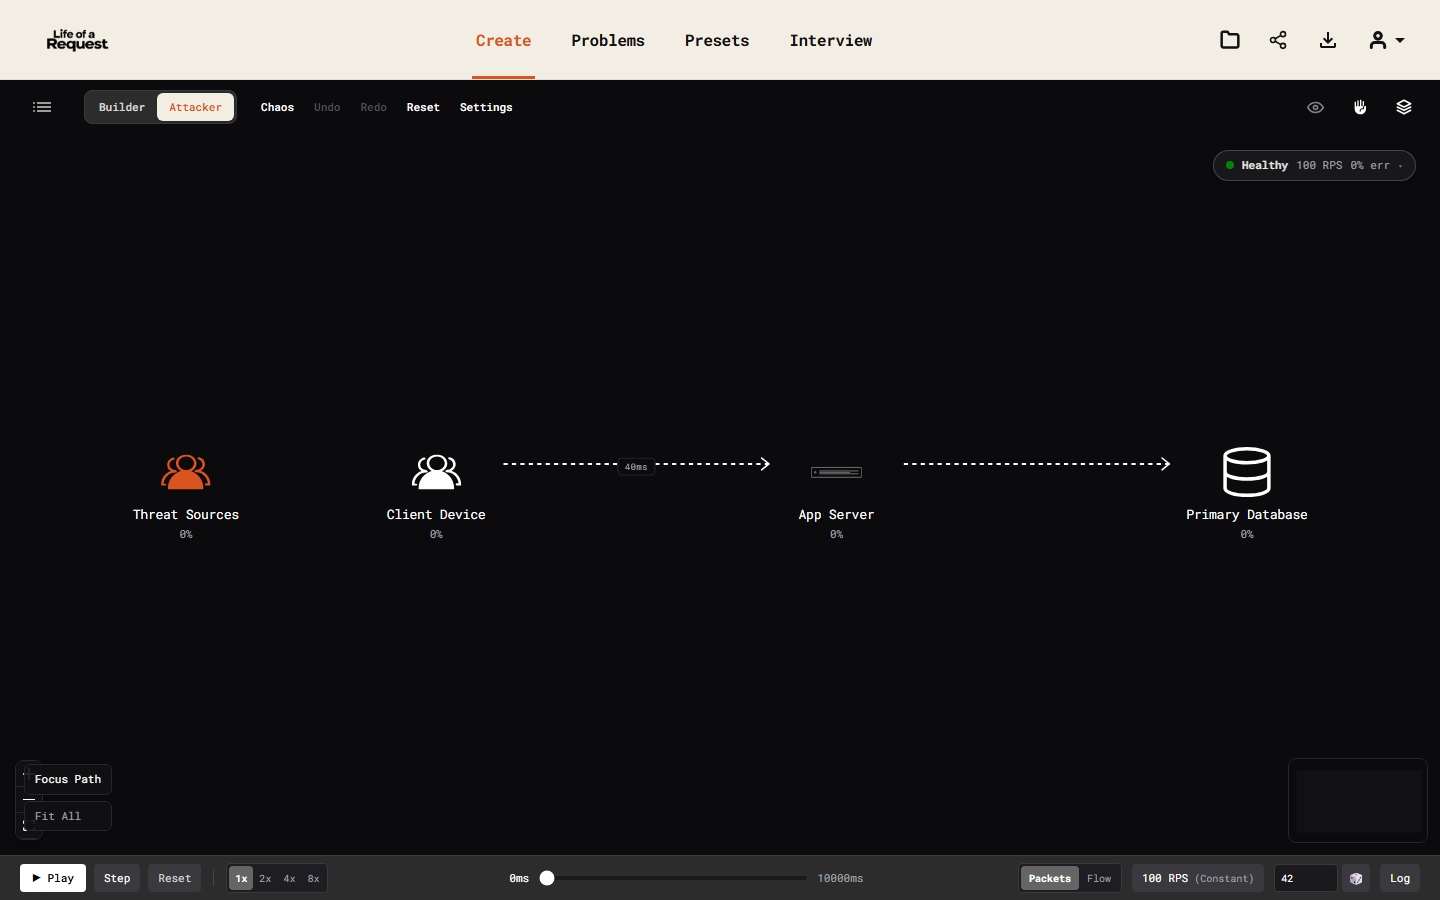 Life of a
Request
Create Problems Presets Interview
Builder Attacker Chaos Undo Redo Reset Settings
Healthy 100 RPS 0% err
40ms
Threat Sources
0%
Client Device
0%
App Server
0%
Primary Database
0%
Focus Path
Fit All
Play Step Reset 1x 2x 4x 8x 0ms 10000ms Packets Flow 100 RPS (Constant) 42 Log